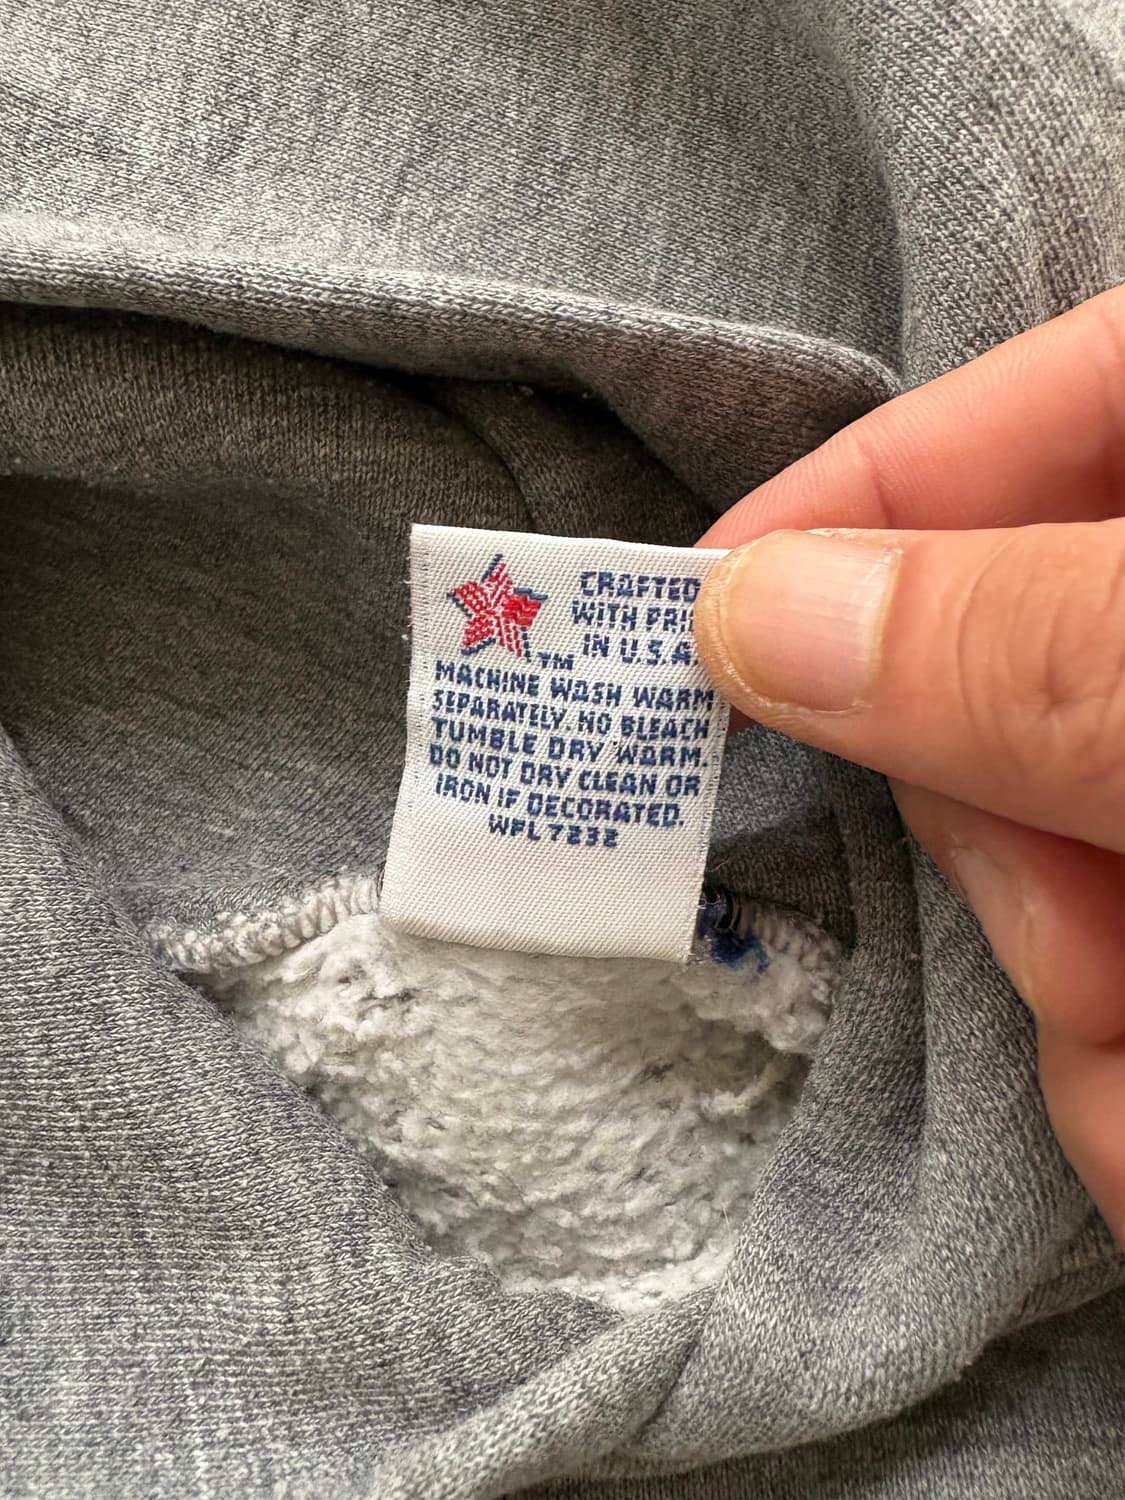 CRAFTED
WITH PRI
IN U.S.A
TM
MACHINE WASH WARM
SEPARATELY. NO BLEACH
TUMBLE DRY WARM.
DO NOT DRY CLEAN OR
IRON IF DECORATED.
WPL 7232